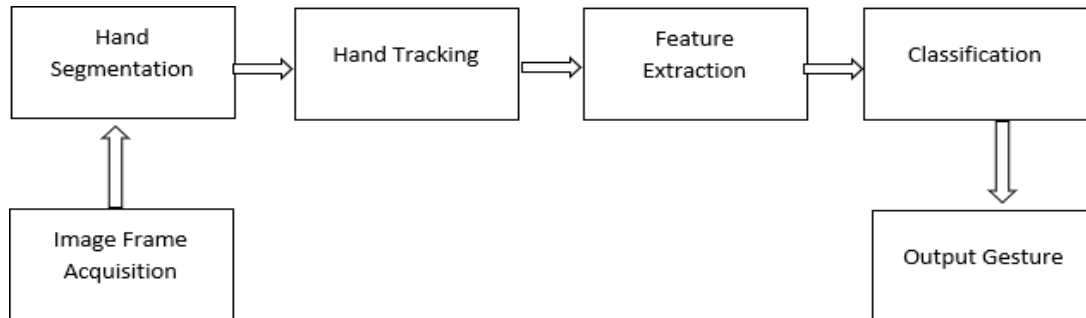 Hand
Segmentation
Hand Tracking
Feature
Extraction
Classification
Image Frame
Acquisition
Output Gesture